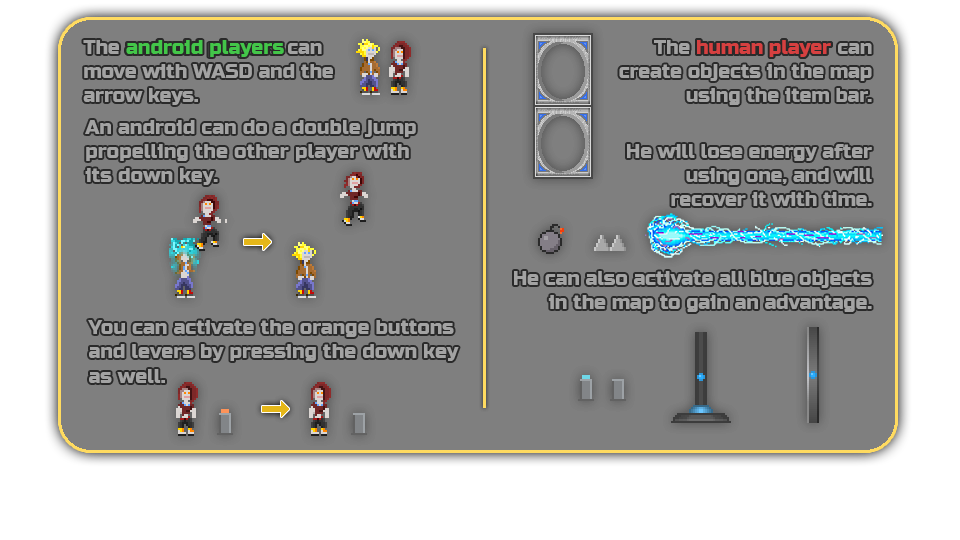 The android players can
move with WASD and the
arrow keys.
An android can do a double jump
propelling the other player with
its down key.
You can activate the orange buttons
and levers by pressing the down key
as well.
The human player can
create objects in the map
using the item bar.
He will lose energy after
using one, and will
recover it with time.
He can also activate all blue objects
in the map to gain an advantage.